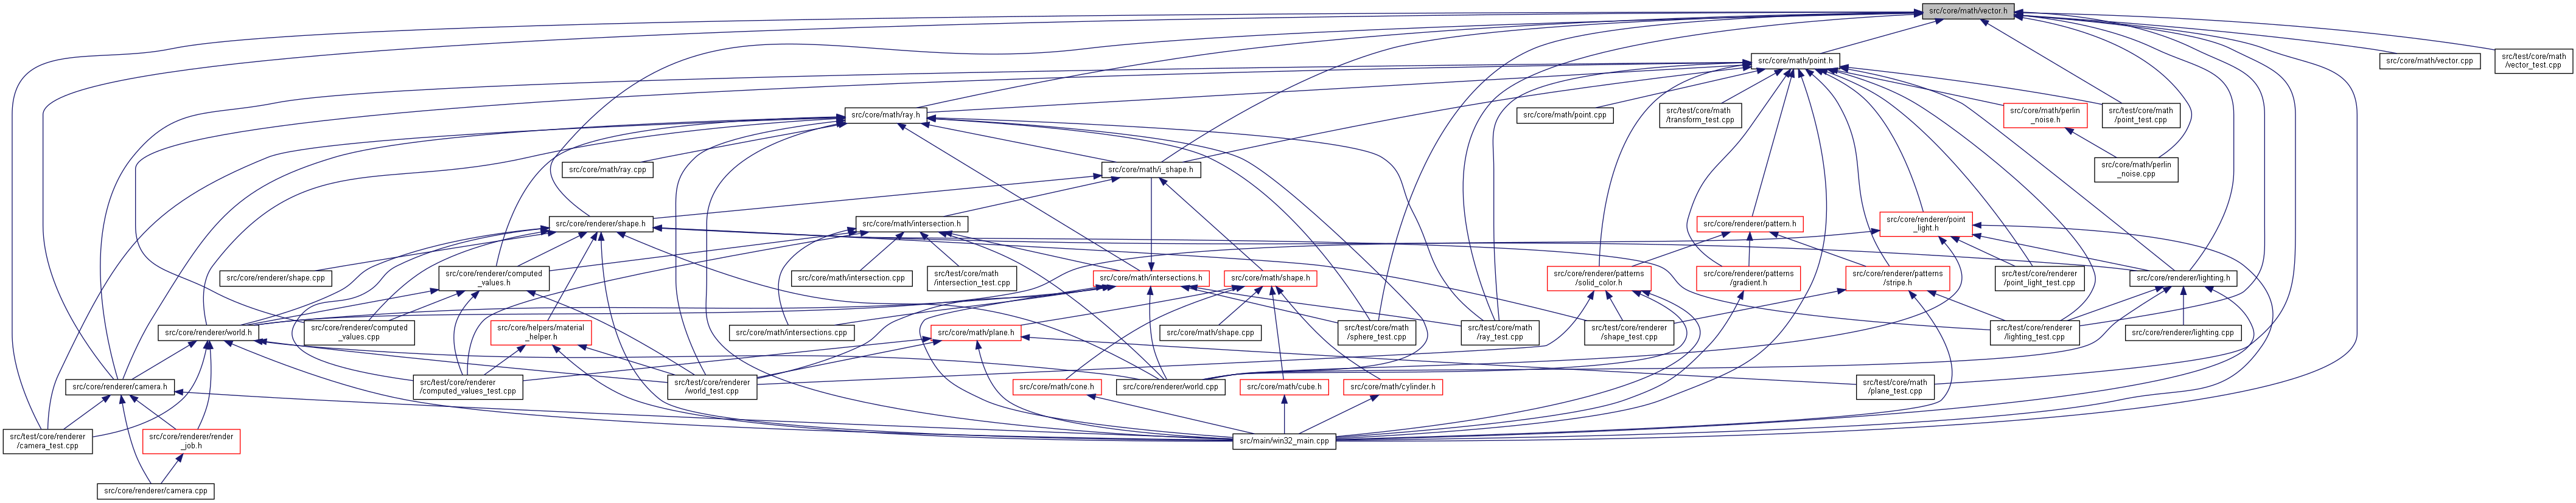 src/core/math/vector.h
src/core/math/point.h
src/core/math/vector.cpp
src/test/core/math
/vector_test.cpp
src/core/math/ray.h
src/core/math/point.cpp
src/test/core/math
/transform_test.cpp
src/core/math/perlin
_noise.h
src/test/core/math
/point_test.cpp
src/core/math/ray.cpp
src/core/math/i_shape.h
src/core/math/perlin
_noise.cpp
src/core/renderer/shape.h
src/core/math/intersection.h
src/core/renderer/pattern.h
src/core/renderer/point
_light.h
src/core/renderer/shape.cpp
src/core/renderer/computed
_values.h
src/core/math/intersection.cpp
src/test/core/math
/intersection_test.cpp
src/core/math/intersections.h
src/core/math/shape.h
src/core/renderer/patterns
/solid_color.h
src/core/renderer/patterns
/gradient.h
src/core/renderer/patterns
/stripe.h
src/test/core/renderer
/point_light_test.cpp
src/core/renderer/lighting.h
src/core/renderer/world.h
src/core/renderer/computed
_values.cpp
src/core/helpers/material
_helper.h
src/core/math/intersections.cpp
src/core/math/plane.h
src/core/math/shape.cpp
src/test/core/math
/sphere_test.cpp
src/test/core/math
/ray_test.cpp
src/test/core/renderer
/shape_test.cpp
src/test/core/renderer
/lighting_test.cpp
src/core/renderer/lighting.cpp
src/core/renderer/camera.h
src/test/core/renderer
/computed_values_test.cpp
src/test/core/renderer
/world_test.cpp
src/core/math/cone.h
src/core/renderer/world.cpp
src/core/math/cube.h
src/core/math/cylinder.h
src/test/core/math
/plane_test.cpp
src/test/core/renderer
/camera_test.cpp
src/core/renderer/render
_job.h
src/main/win32_main.cpp
src/core/renderer/camera.cpp